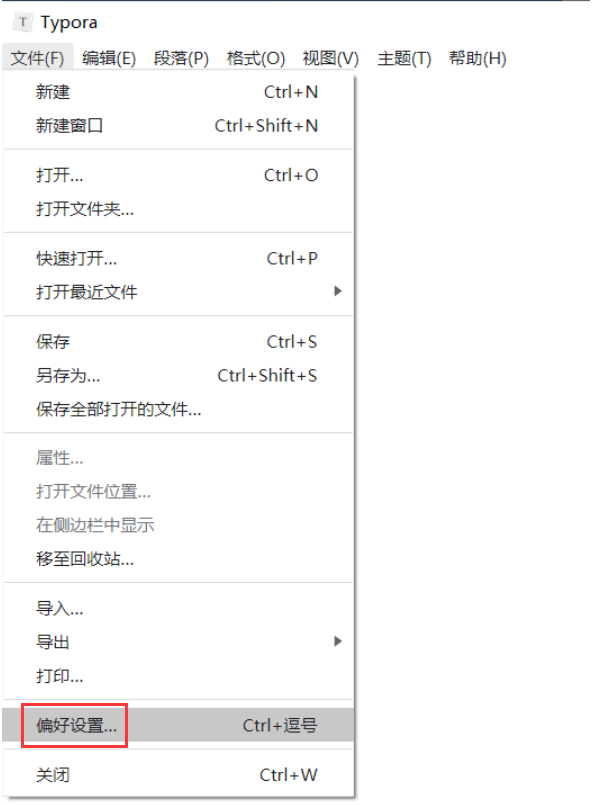 T Typora
文件(F) 编辑(E) 段落(P) 格式(O) 视图(V) 主题(T) 帮助(H)
新建 Ctrl+N
新建窗口 Ctrl+Shift+N
打开... Ctrl+O
打开文件夹...
快速打开... Ctrl+P
打开最近文件
保存 Ctrl+S
另存为... Ctrl+Shift+S
保存全部打开的文件...
属性...
打开文件位置...
在侧边栏中显示
移至回收站...
导入...
导出
打印...
偏好设置... Ctrl+逗号
关闭 Ctrl+W